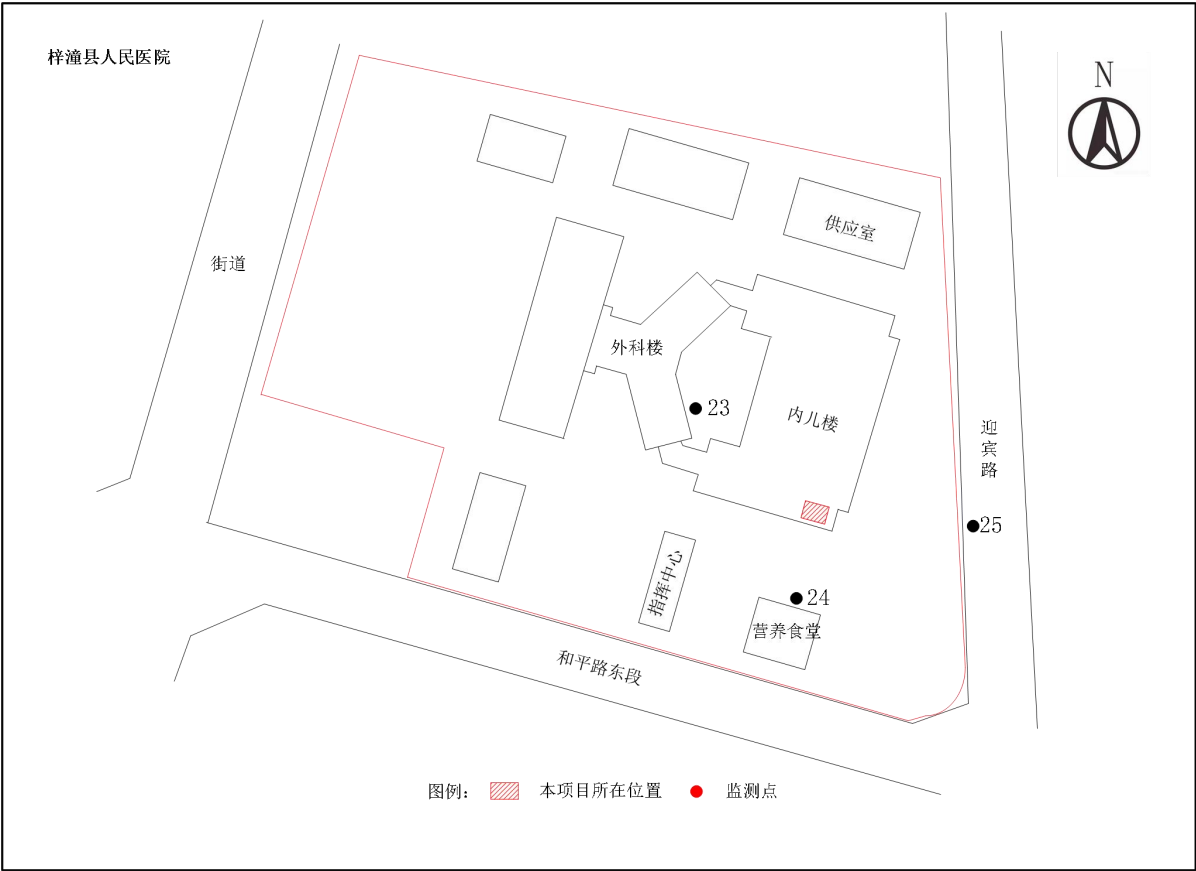 梓潼县人民医院
N
供应室
街道
外科楼
23
内儿楼
迎宾路
25
指挥中心
24
营养食堂
和平路东段
图例： 本项目所在位置 监测点